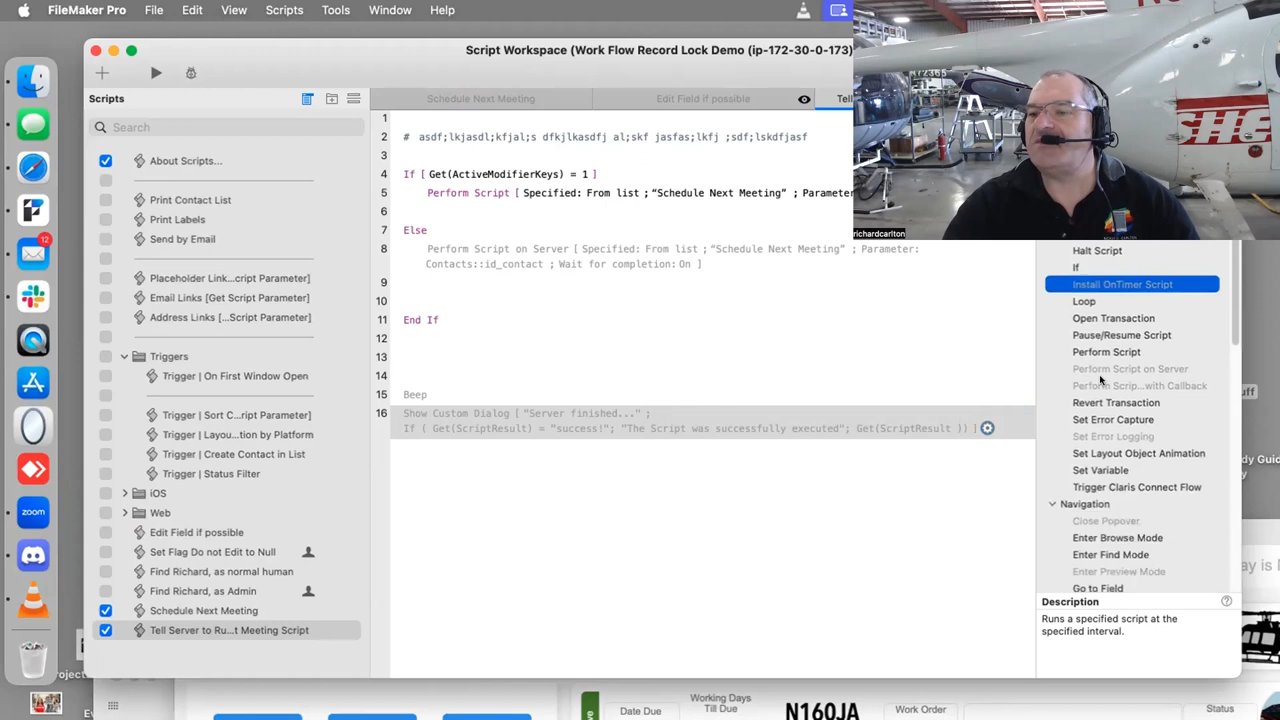 FileMaker Pro File Edit View Scripts Tools Window Help
Script Workspace (Work Flow Record Lock Demo (ip-172-30-0-173)
Scripts
Schedule Next Meeting
Edit Field if possible
Tell
Search
About Scripts...
Print Contact List
Print Labels
Send by Email
Placeholder Link...cript Parameter]
Email Links [Get Script Parameter]
Address Links [...Script Parameter]
Triggers
Trigger | On First Window Open
Trigger | Sort C...ript Parameter]
Trigger | Layou...tion by Platform
Trigger | Create Contact in List
Trigger | Status Filter
iOS
Web
Edit Field if possible
Set Flag Do not Edit to Null
Find Richard, as normal human
Find Richard, as Admin
Schedule Next Meeting
Tell Server to Ru...t Meeting Script
1
2 # asdf;lkjasdl;kfjal;s dfkjlkasdfj al;skf jasfas;lkfj ;sdf;lskdfjasf
3
4 If [ Get(ActiveModifierKeys) = 1 ]
5 Perform Script [ Specified: From list ; “Schedule Next Meeting” ; Parameter
6
7 Else
8 Perform Script on Server [ Specified: From list ; “Schedule Next Meeting” ; Parameter:
Contacts::id_contact ; Wait for completion: On ]
9
10
11 End If
12
13
14
15 Beep
16 Show Custom Dialog [ "Server finished..." ;
If ( Get(ScriptResult) = "success!"; "The Script was successfully executed"; Get(ScriptResult )) ]
N72365
SHE
richardcarlton
Halt Script
If
Install OnTimer Script
Loop
Open Transaction
Pause/Resume Script
Perform Script
Perform Script on Server
Perform Scrip...with Callback
Revert Transaction
Set Error Capture
Set Error Logging
Set Layout Object Animation
Set Variable
Trigger Claris Connect Flow
Navigation
Close Popover
Enter Browse Mode
Enter Find Mode
Enter Preview Mode
Go to Field
Description
Runs a specified script at the
specified interval.
12
zoom
Date Due
Working Days
Till Due
N160JA
Work Order
Status